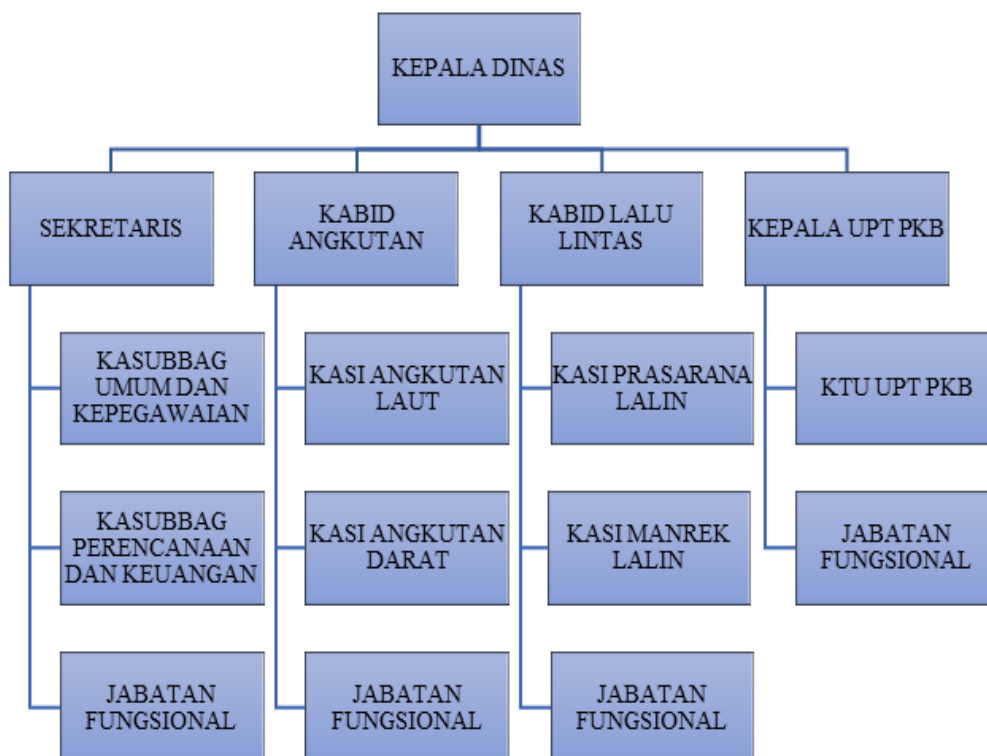 KEPALA DINAS
SEKRETARIS
KABID
ANGKUTAN
KABID LALU
LINTAS
KEPALA UPT PKB
KASUBBAG
UMUM DAN
KEPEGAWAIAN
KASI ANGKUTAN
LAUT
KASI PRASARANA
LALIN
KTU UPT PKB
KASUBBAG
PERENCANAAN
DAN KEUANGAN
KASI ANGKUTAN
DARAT
KASI MANREK
LALIN
JABATAN
FUNGSIONAL
JABATAN
FUNGSIONAL
JABATAN
FUNGSIONAL
JABATAN
FUNGSIONAL